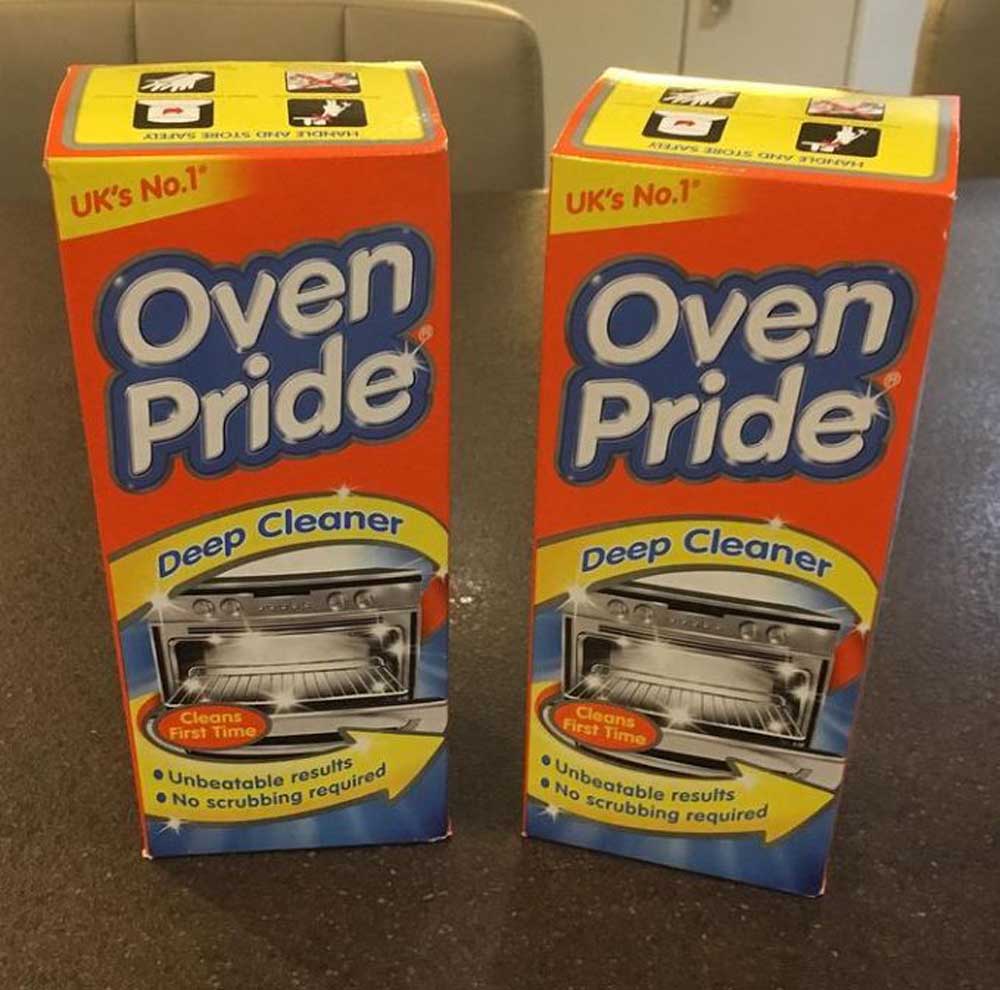 HANDLE AND STORE SAFELY
UK's No.1*
Oven
Pride®
Deep Cleaner
Cleans
First Time
• Unbeatable results
• No scrubbing required
HANDLE AND STORE SAFELY
UK's No.1*
Oven
Pride®
Deep Cleaner
Cleans
First Time
• Unbeatable results
• No scrubbing required